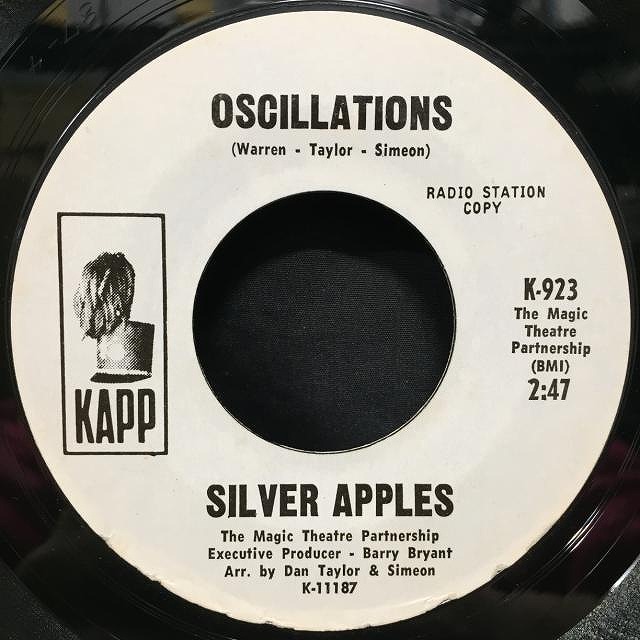 OSCILLATIONS
(Warren - Taylor - Simeon)
RADIO STATION
COPY
KAPP
K-923
The Magic
Theatre
Partnership
(BMI)
2:47
SILVER APPLES
The Magic Theatre Partnership
Executive Producer - Barry Bryant
Arr. by Dan Taylor & Simeon
K-11187